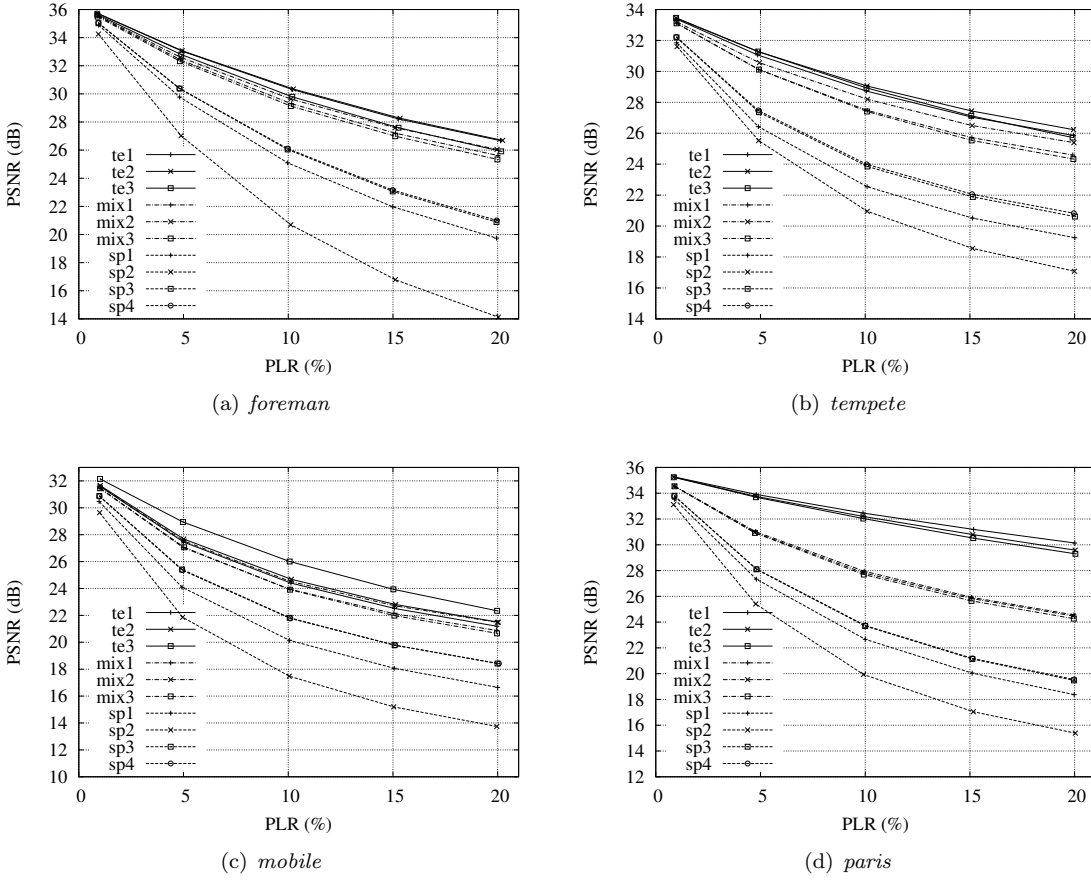 36
34
32
30
28
26
24
22
20
18
16
14
PSNR (dB)
te1
te2
te3
mix1
mix2
mix3
sp1
sp2
sp3
sp4
0 5 10 15 20
PLR (%)
(a) foreman
34
32
30
28
26
24
22
20
18
16
14
PSNR (dB)
te1
te2
te3
mix1
mix2
mix3
sp1
sp2
sp3
sp4
0 5 10 15 20
PLR (%)
(b) tempete
32
30
28
26
24
22
20
18
16
14
12
10
PSNR (dB)
te1
te2
te3
mix1
mix2
mix3
sp1
sp2
sp3
sp4
0 5 10 15 20
PLR (%)
(c) mobile
36
34
32
30
28
26
24
22
20
18
16
14
12
PSNR (dB)
te1
te2
te3
mix1
mix2
mix3
sp1
sp2
sp3
sp4
0 5 10 15 20
PLR (%)
(d) paris